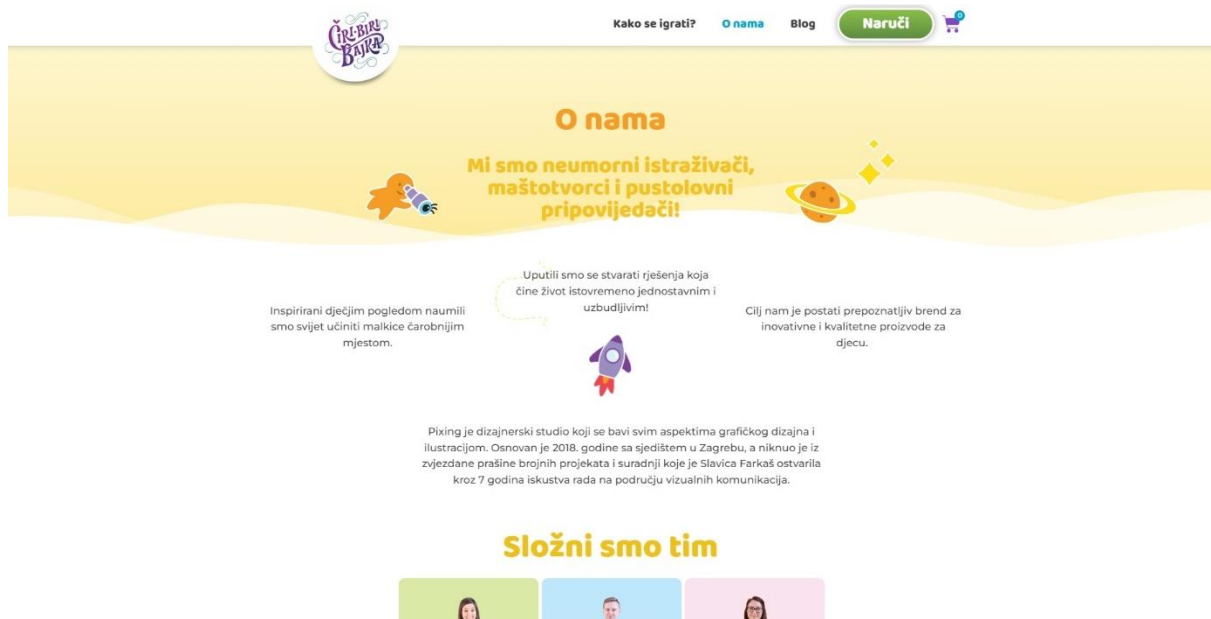 ČIRI-BIRI
BAJKA
Kako se igrati?
O nama
Blog
Naruči
0
O nama
Mi smo neumorni istraživači,
maštotvorci i pustolovni
pripovijedači!
Inspirirani dječjim pogledom naumili
smo svijet učiniti malkice čarobnijim
mjestom.
Uputili smo se stvarati rješenja koja
čine život istovremeno jednostavnim i
uzbudljivim!
Cilj nam je postati prepoznatljiv brend za
inovativne i kvalitetne proizvode za
djecu.
Pixing je dizajnerski studio koji se bavi svim aspektima grafičkog dizajna i
ilustracijom. Osnovan je 2018. godine sa sjedištem u Zagrebu, a niknuo je iz
zvjezdane prašine brojnih projekata i suradnji koje je Slavica Farkaš ostvarila
kroz 7 godina iskustva rada na području vizualnih komunikacija.
Složni smo tim